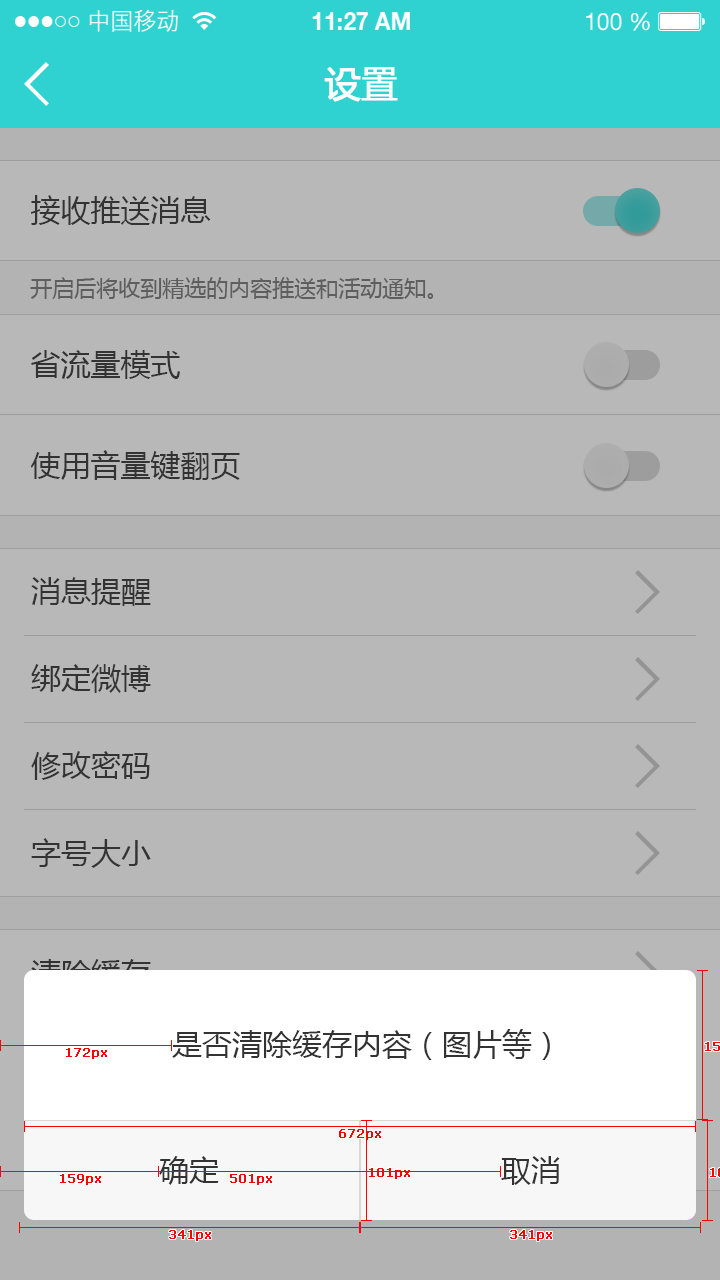 中国移动 11:27 AM 100 %
设置
接收推送消息
开启后将收到精选的内容推送和活动通知。
省流量模式
使用音量键翻页
消息提醒
绑定微博
修改密码
字号大小
清除缓存
是否清除缓存内容（图片等）
172px
672px
确定
取消
159px
501px
101px
341px
341px